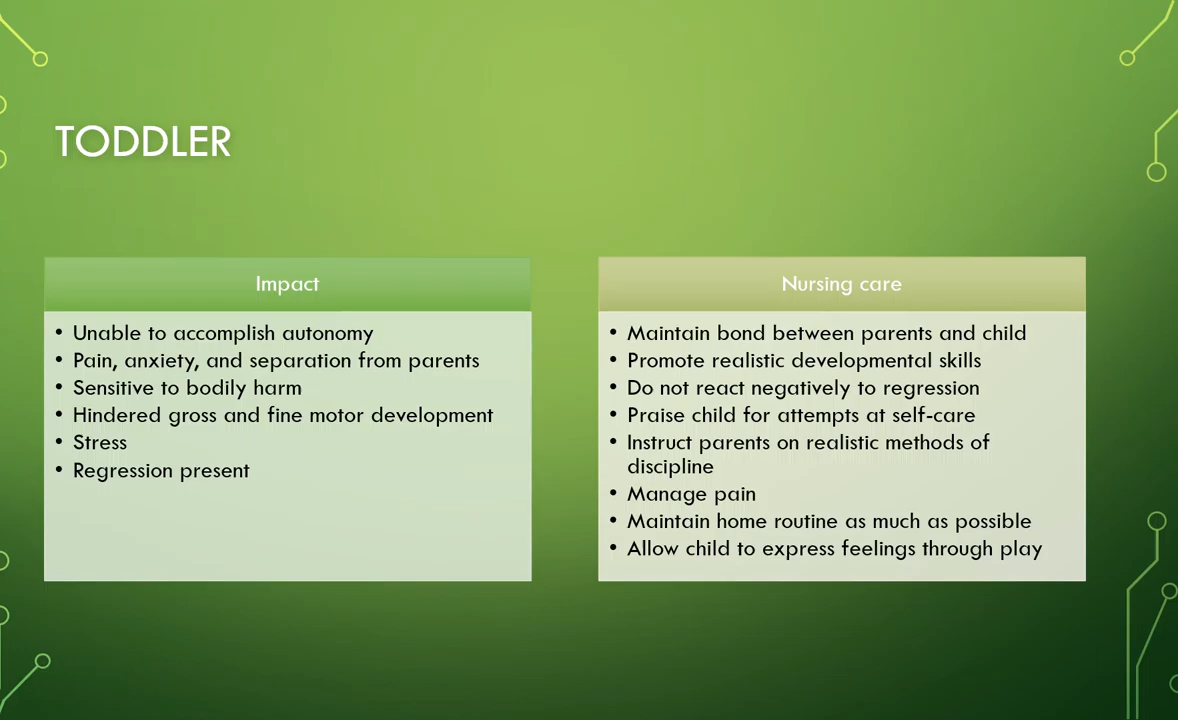 TODDLER
Impact
• Unable to accomplish autonomy
• Pain, anxiety, and separation from parents
• Sensitive to bodily harm
• Hindered gross and fine motor development
• Stress
• Regression present
Nursing care
• Maintain bond between parents and child
• Promote realistic developmental skills
• Do not react negatively to regression
• Praise child for attempts at self-care
• Instruct parents on realistic methods of
discipline
• Manage pain
• Maintain home routine as much as possible
• Allow child to express feelings through play